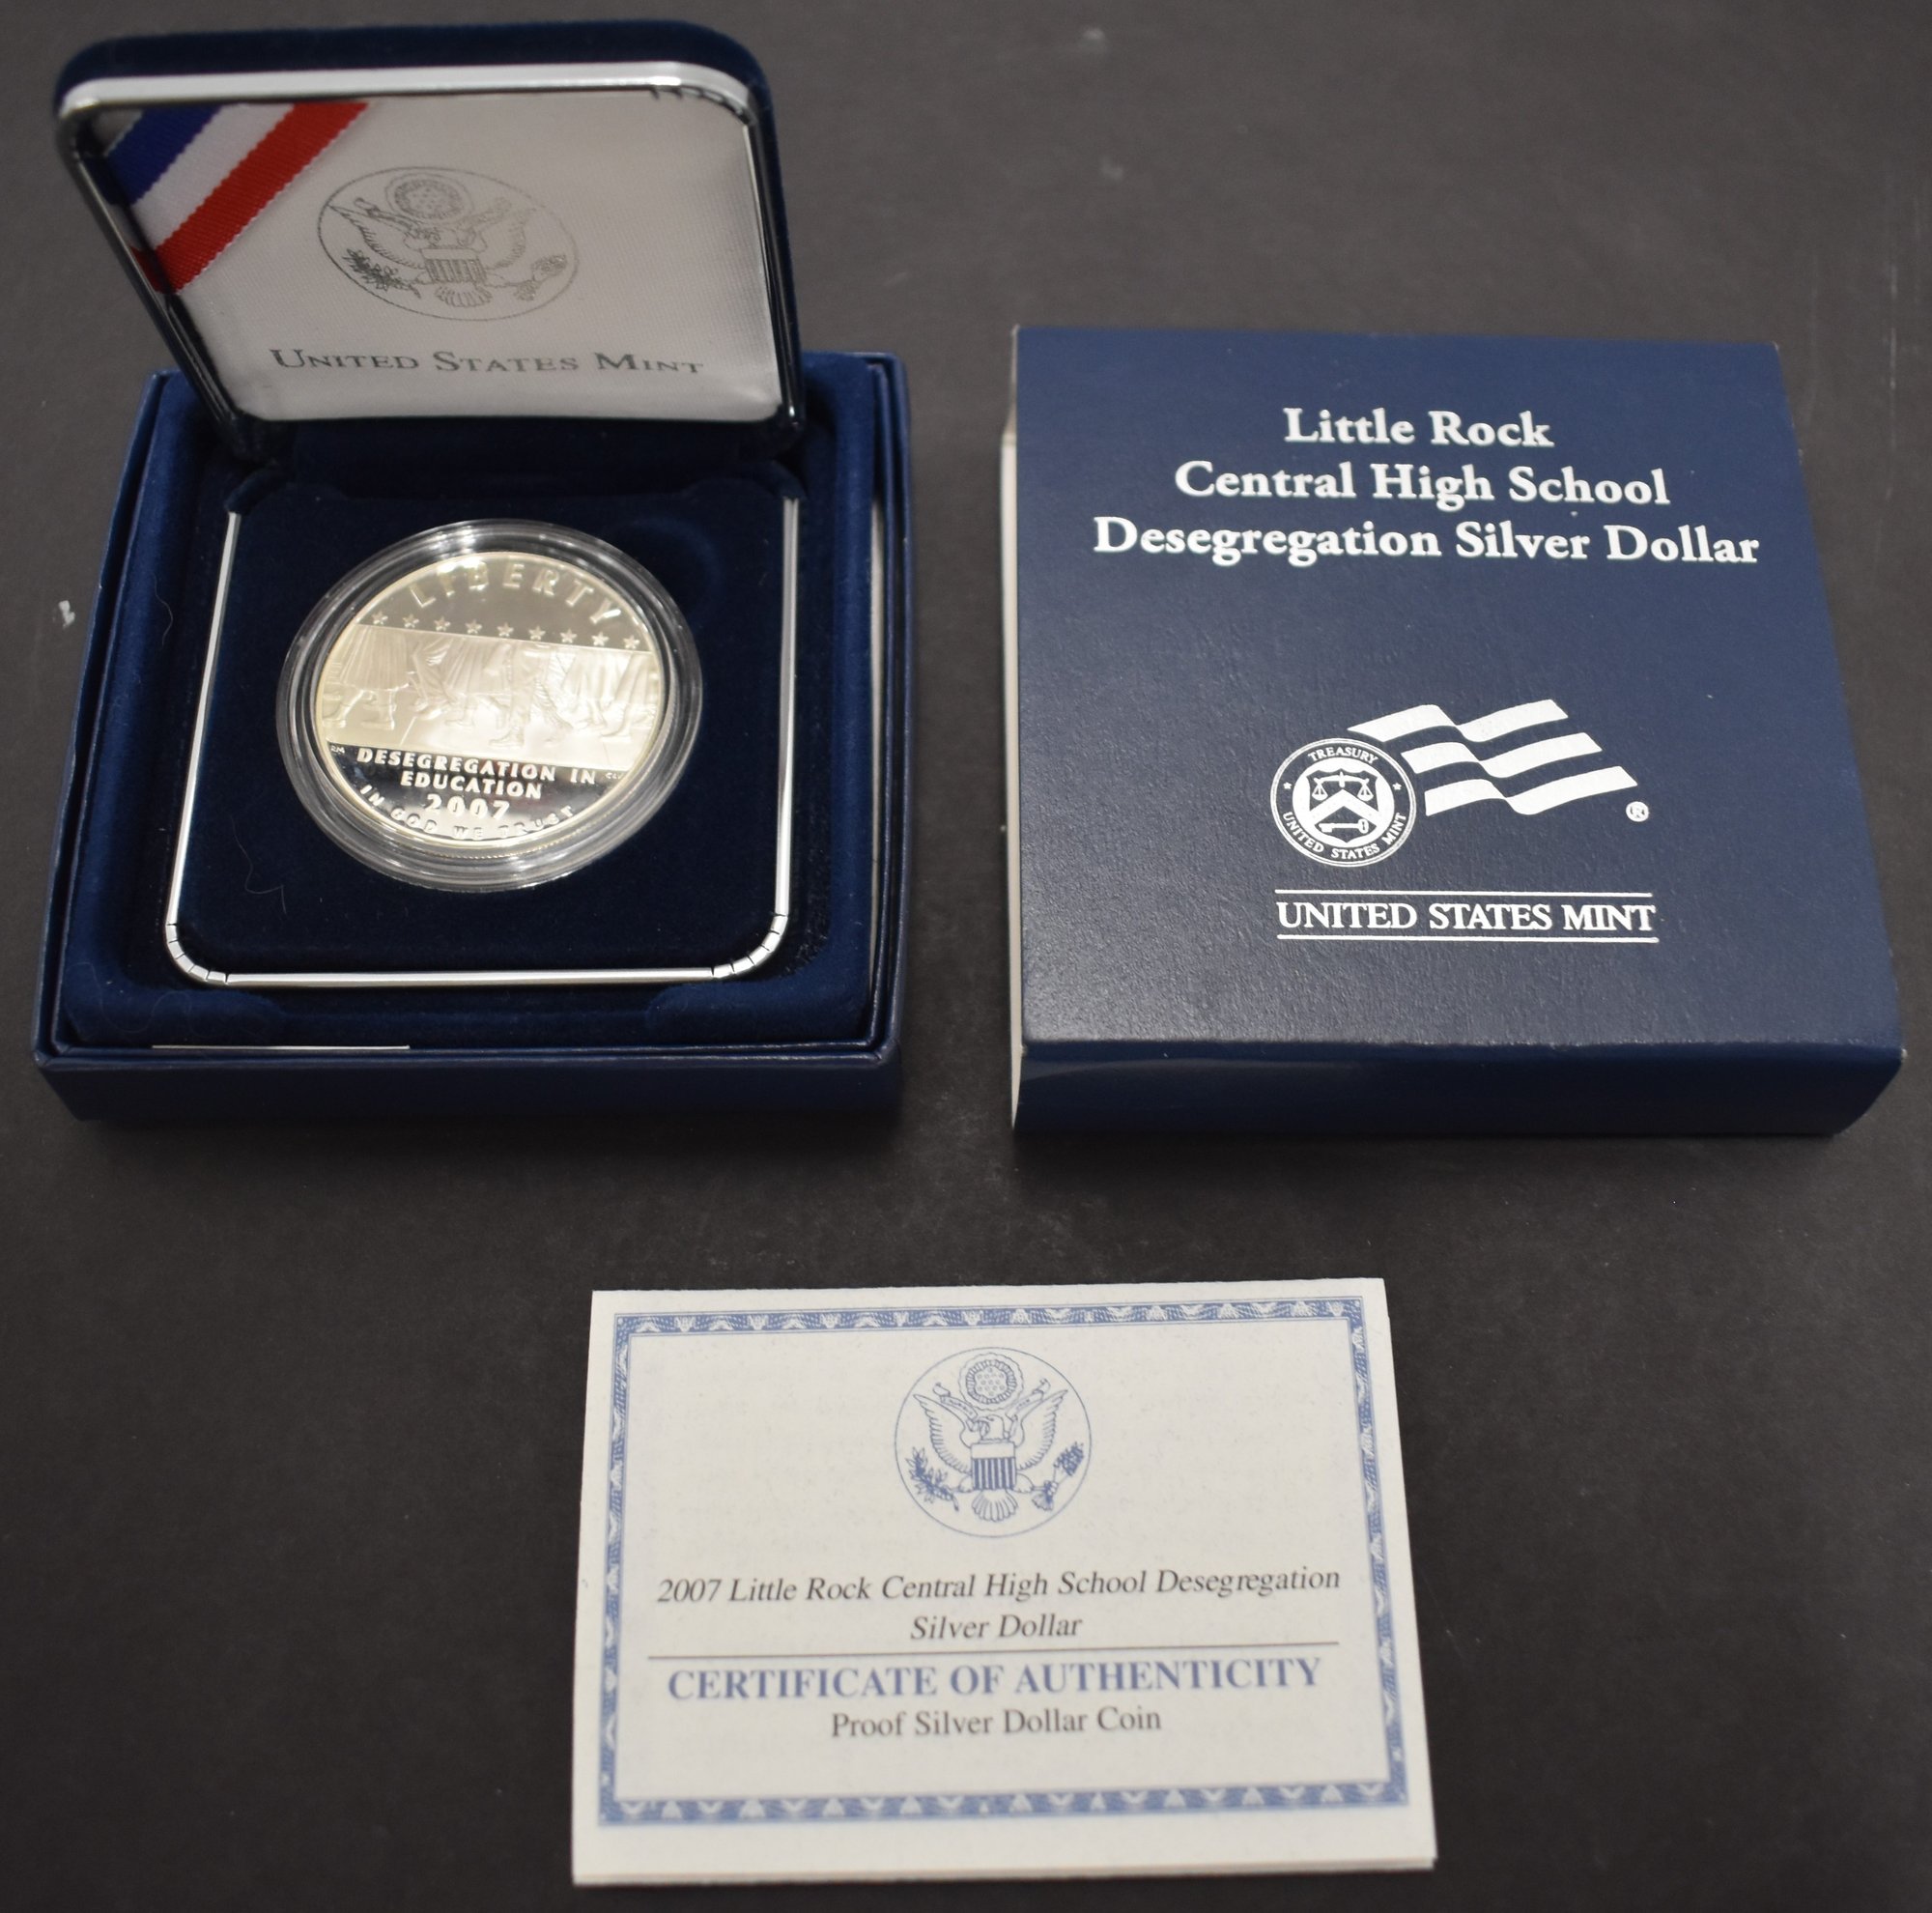 UNITED STATES MINT
LIBERTY
RM
DESEGREGATION IN
EDUCATION
2007
IN GOD WE TRUST
Little Rock
Central High School
Desegregation Silver Dollar
TREASURY
UNITED STATES MINT
®
UNITED STATES MINT
2007 Little Rock Central High School Desegregation
Silver Dollar
CERTIFICATE OF AUTHENTICITY
Proof Silver Dollar Coin